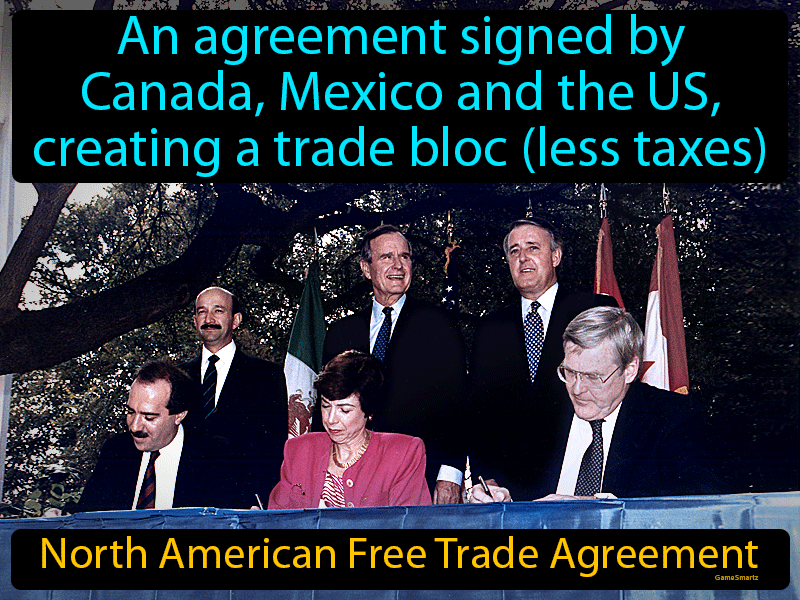 An agreement signed by
Canada, Mexico and the US,
creating a trade bloc (less taxes)
North American Free Trade Agreement
GameSmartz